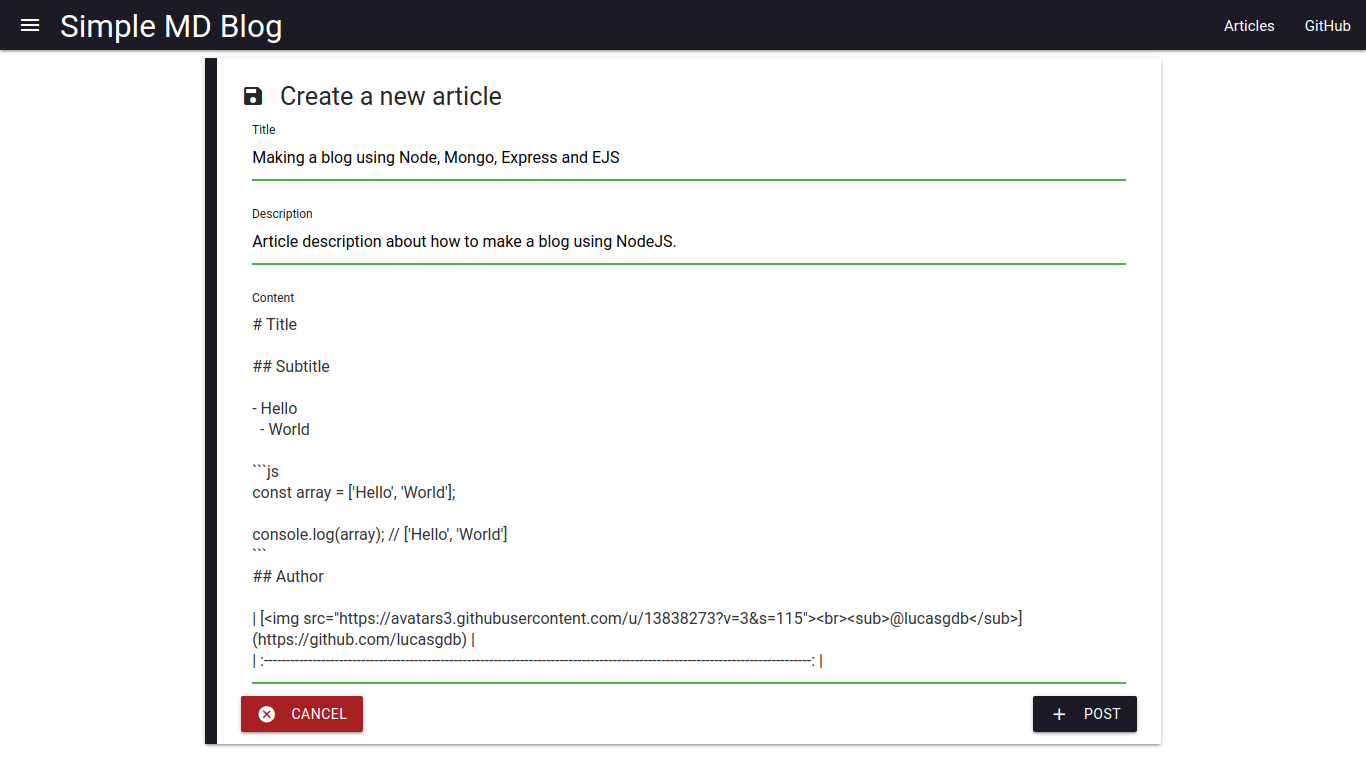 Simple MD Blog
Articles
GitHub
Create a new article
Title
Making a blog using Node, Mongo, Express and EJS
Description
Article description about how to make a blog using NodeJS.
Content
# Title
## Subtitle
- Hello
  - World
```js
const array = ['Hello', 'World'];
console.log(array); // ['Hello', 'World']
```
## Author
| [<img src="https://avatars3.githubusercontent.com/u/13838273?v=3&s=115"><br><sub>@lucasgdb</sub>]
(https://github.com/lucasgdb) |
| :---------------------------------------------------------------------------------------------------------------------------: |
CANCEL
POST